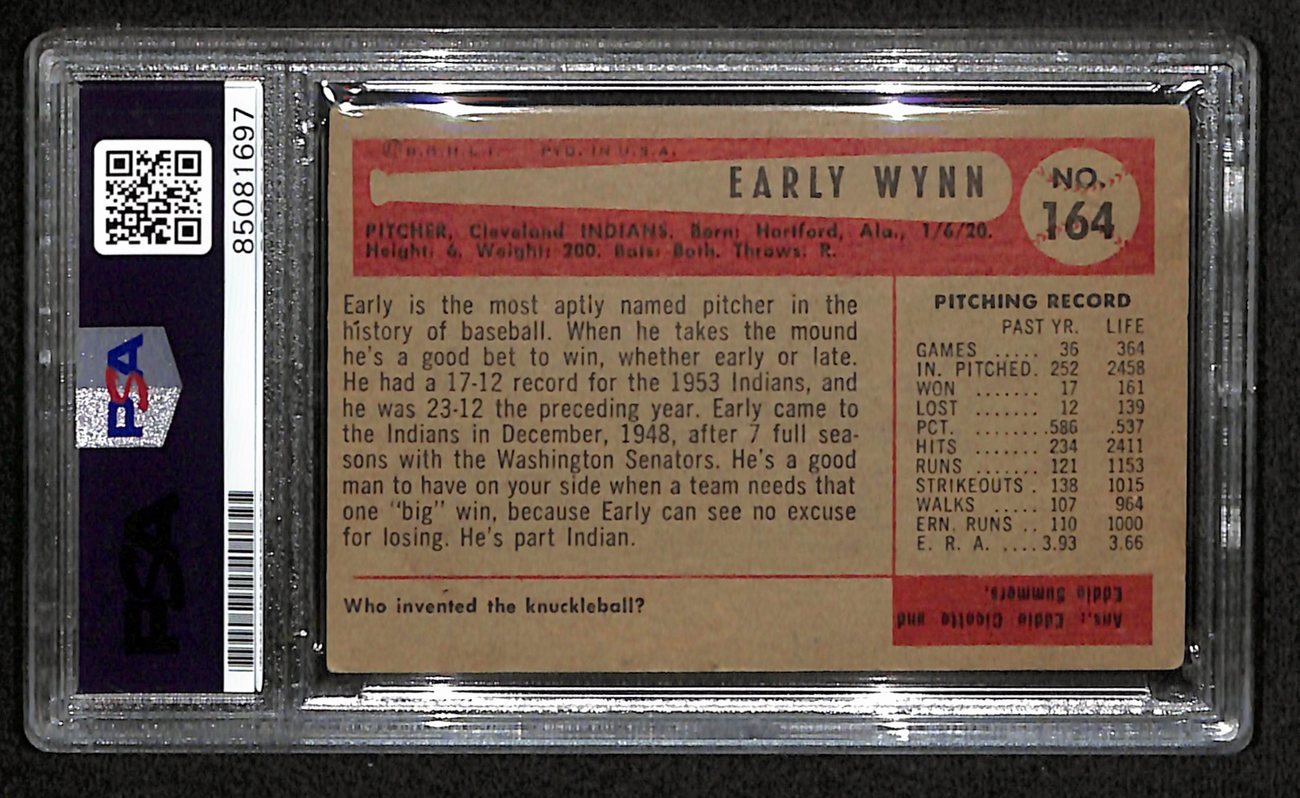 85081697
PSA
PSA
B.G.H.L.I. PTD. IN U.S.A.
EARLY WYNN
NO.
164
PITCHER, Cleveland INDIANS. Born: Hartford, Ala., 1/6/20.
Height: 6. Weight: 200. Bats: Both. Throws: R.
Early is the most aptly named pitcher in the
history of baseball. When he takes the mound
he's a good bet to win, whether early or late.
He had a 17-12 record for the 1953 Indians, and
he was 23-12 the preceding year. Early came to
the Indians in December, 1948, after 7 full sea-
sons with the Washington Senators. He's a good
man to have on your side when a team needs that
one "big" win, because Early can see no excuse
for losing. He's part Indian.
PITCHING RECORD
PAST YR. LIFE
GAMES ..... 36 364
IN. PITCHED. 252 2458
WON ....... 17 161
LOST ....... 12 139
PCT. ........ .586 .537
HITS ....... 234 2411
RUNS ....... 121 1153
STRIKEOUTS . 138 1015
WALKS ..... 107 964
ERN. RUNS .. 110 1000
E. R. A. .... 3.93 3.66
Who invented the knuckleball?
Ans.: Eddie Cicotte and
Eddie Summers.